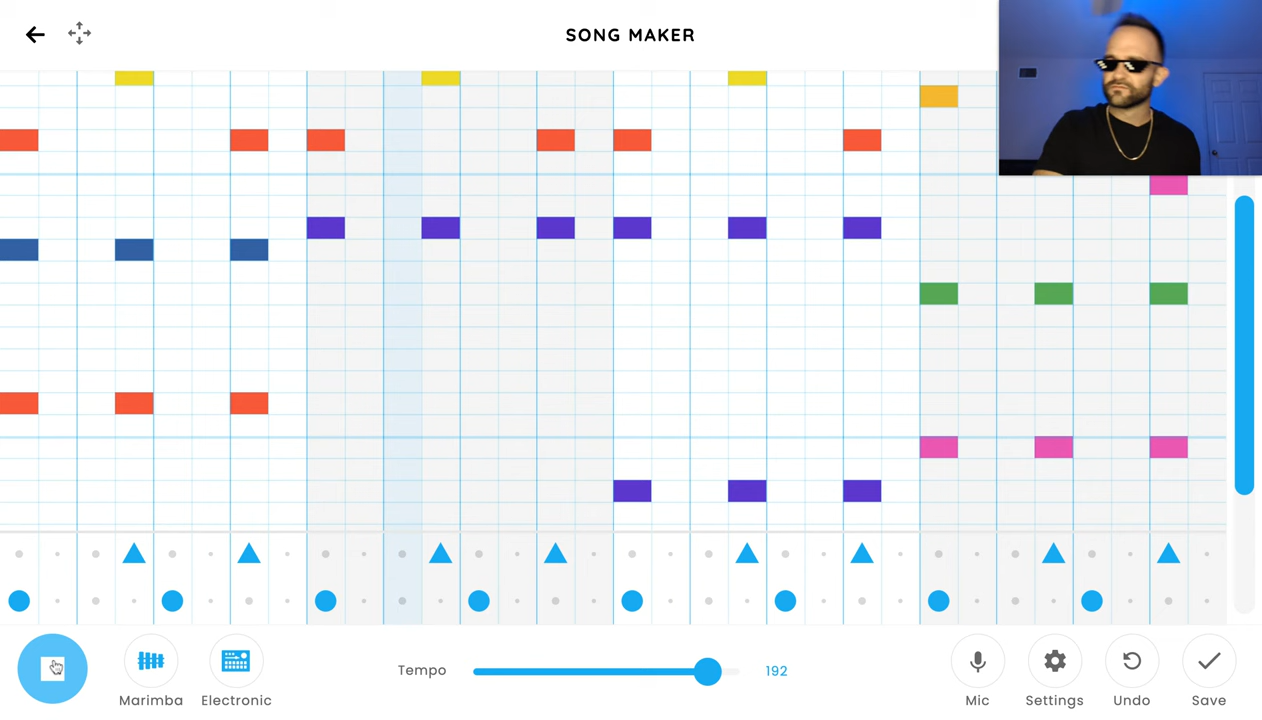 SONG MAKER
Tempo
192
Marimba
Electronic
Mic
Settings
Undo
Save